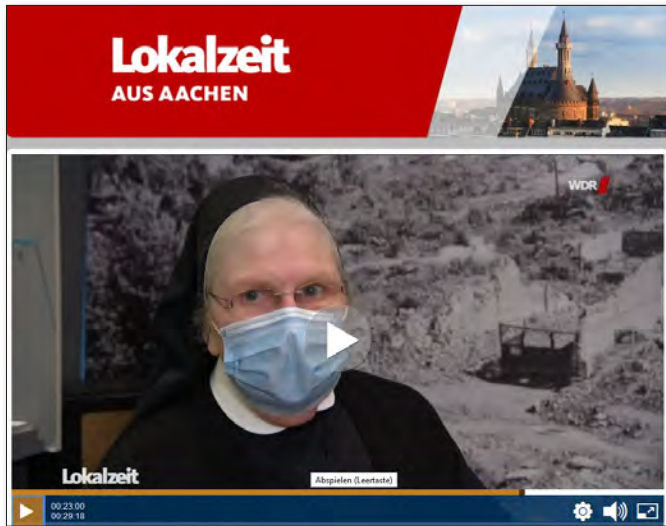 Lokalzeit
AUS AACHEN
WDR
Lokalzeit
Abspielen (Leertaste)
00:23:00
00:29:18